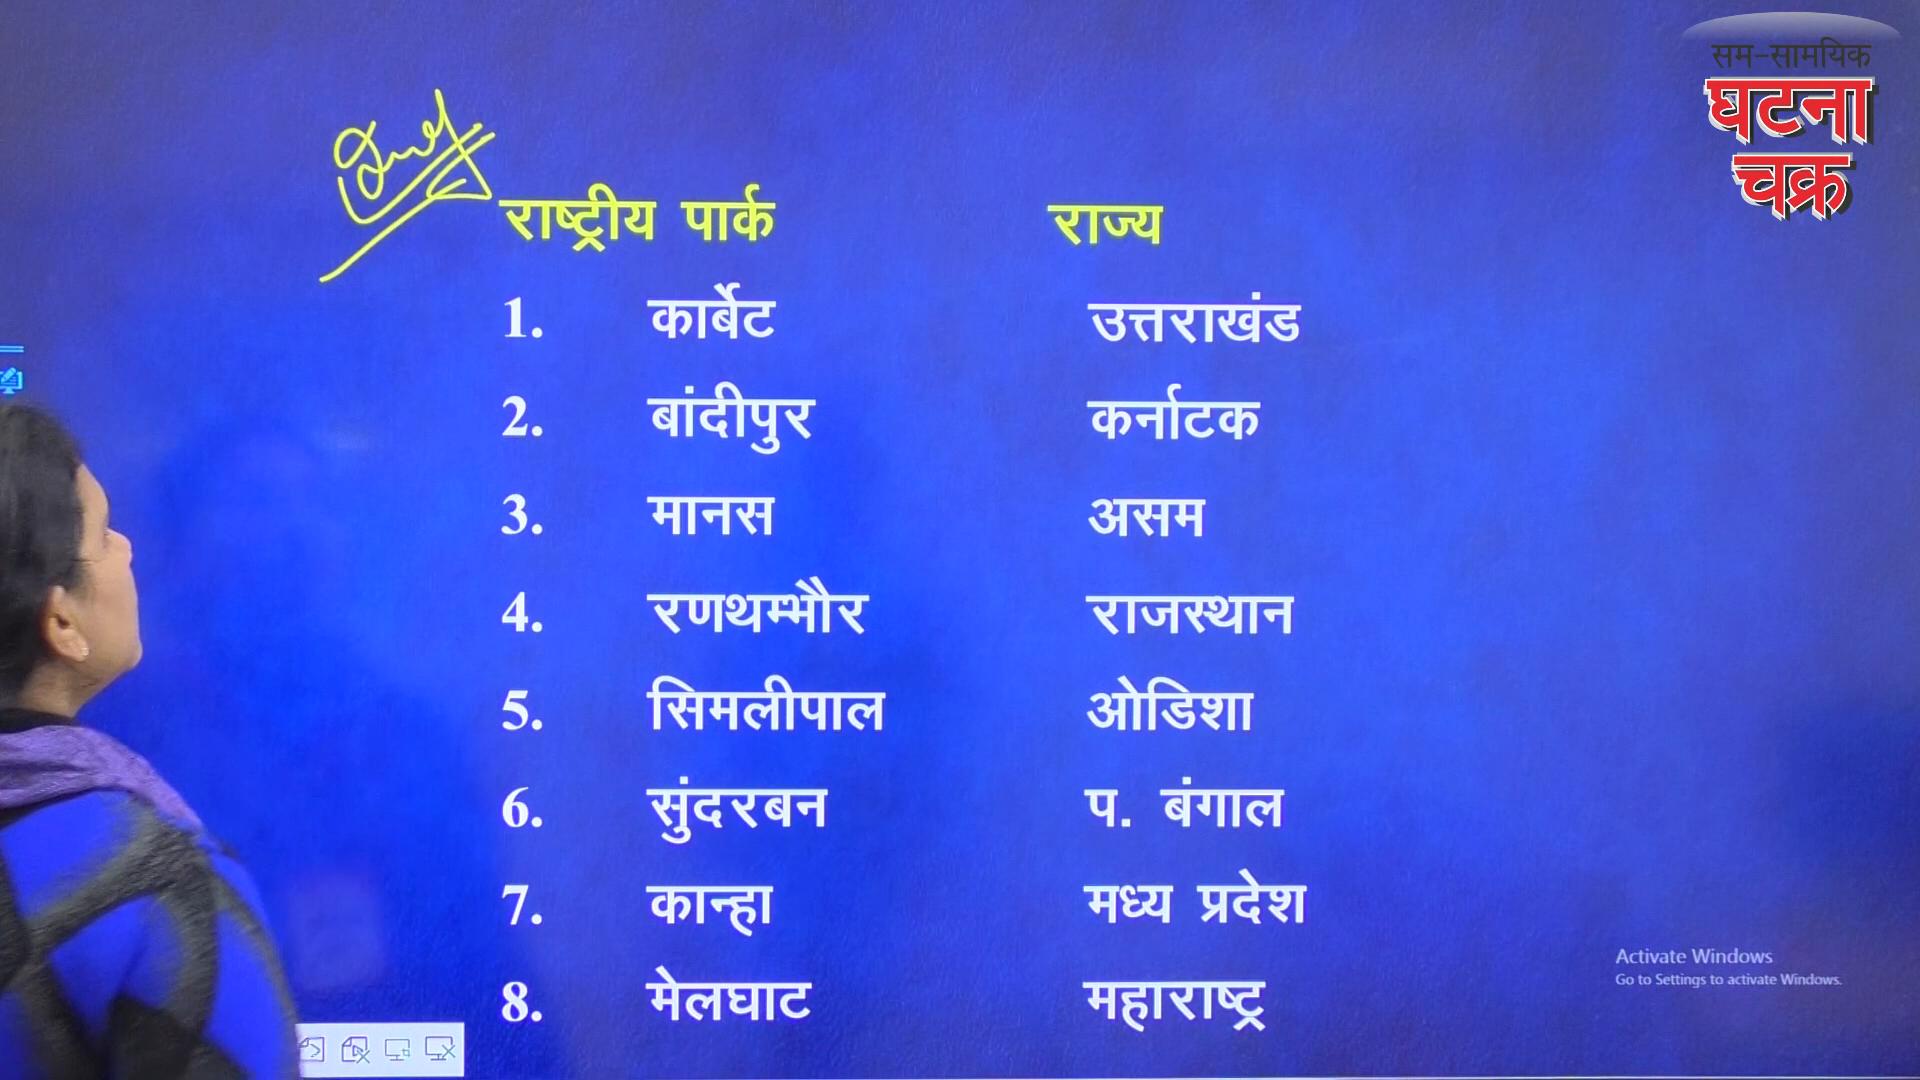 सम-सामयिक
घटना
चक्र
राष्ट्रीय पार्क राज्य
1. कार्बेट उत्तराखंड
2. बांदीपुर कर्नाटक
3. मानस असम
4. रणथम्भौर राजस्थान
5. सिमलीपाल ओडिशा
6. सुंदरबन प. बंगाल
7. कान्हा मध्य प्रदेश
8. मेलघाट महाराष्ट्र
Activate Windows
Go to Settings to activate Windows.